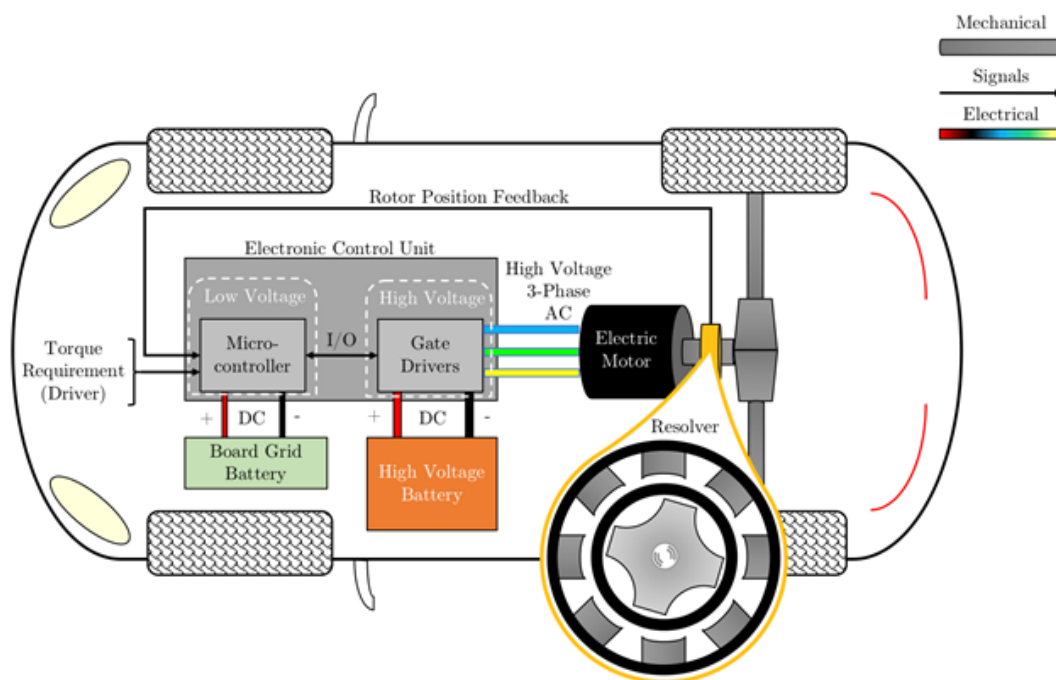 Mechanical
Signals
Electrical
Rotor Position Feedback
Electronic Control Unit
High Voltage
3-Phase
AC
Low Voltage
High Voltage
Torque
Requirement
(Driver)
Micro-
controller
I/O
Gate
Drivers
Electric
Motor
+ DC -
+ DC -
Board Grid
Battery
High Voltage
Battery
Resolver